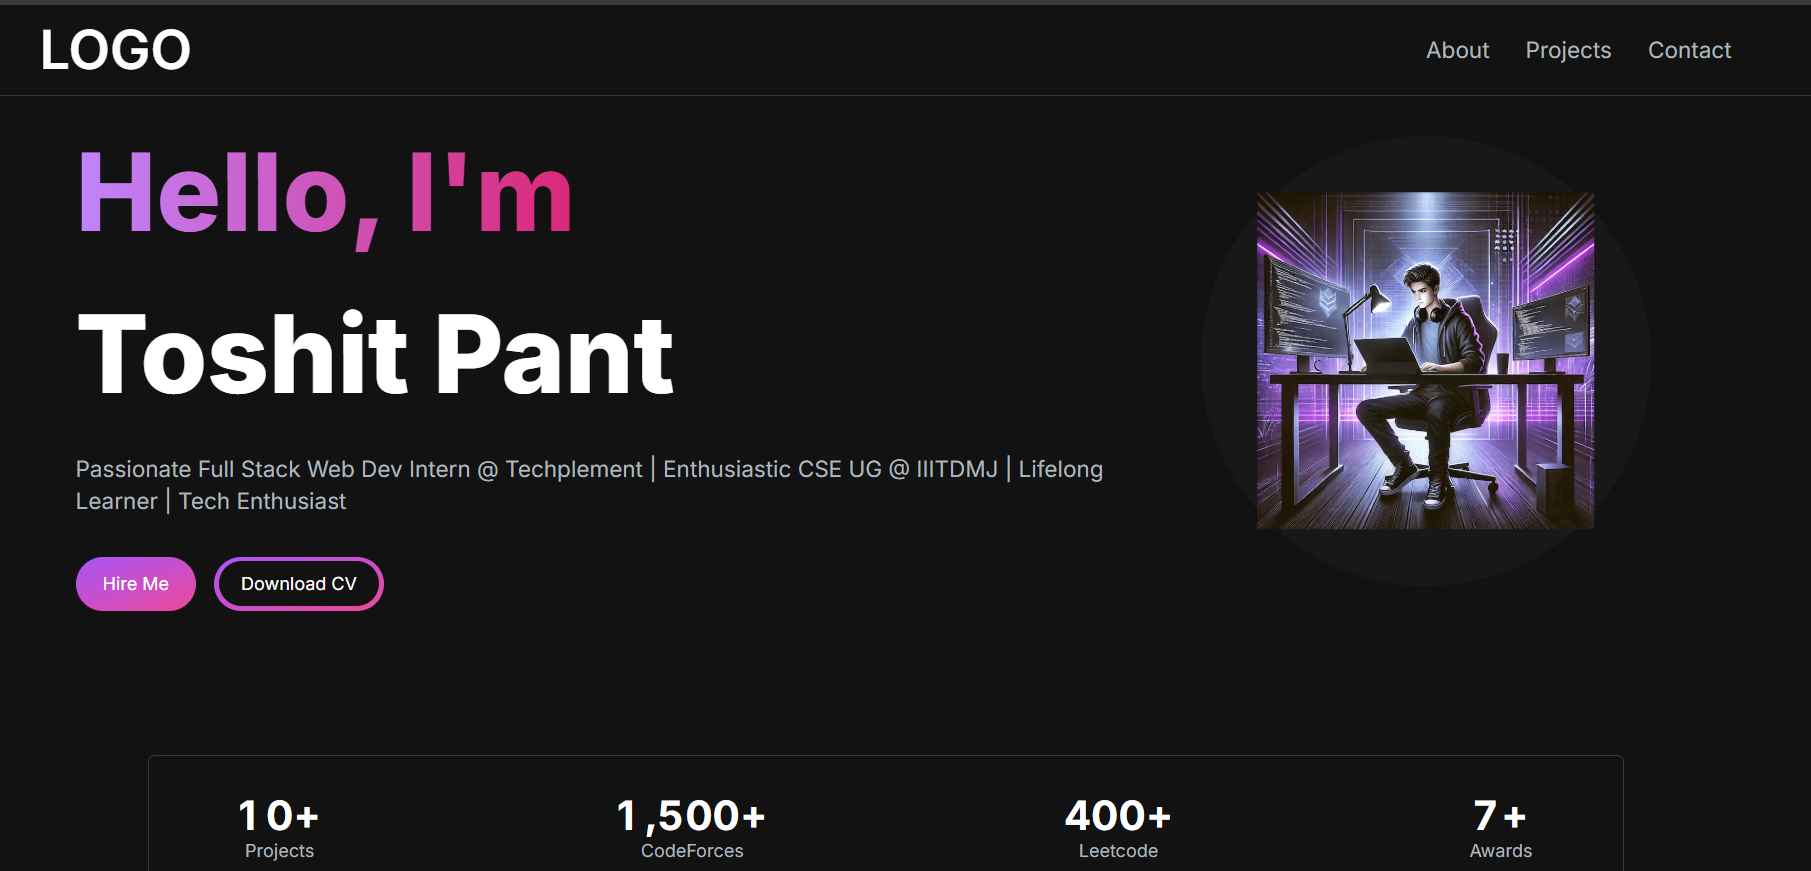 LOGO
About Projects Contact
Hello, I'm
Toshit Pant
Passionate Full Stack Web Dev Intern @ Techplement | Enthusiastic CSE UG @ IIITDMJ | Lifelong
Learner | Tech Enthusiast
Hire Me Download CV
10+ 1,500+ 400+ 7+
Projects CodeForces Leetcode Awards